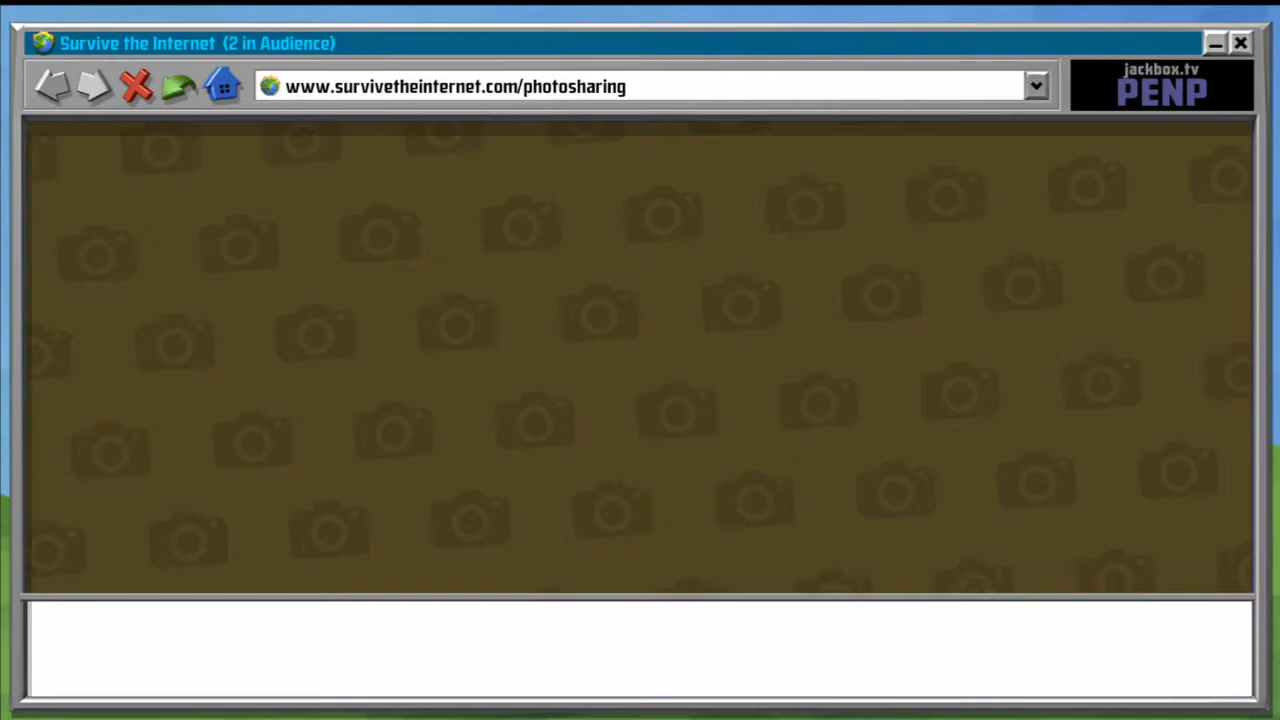 Survive the Internet (2 in Audience)
www.survivetheinternet.com/photosharing
jackbox.tv
PENP